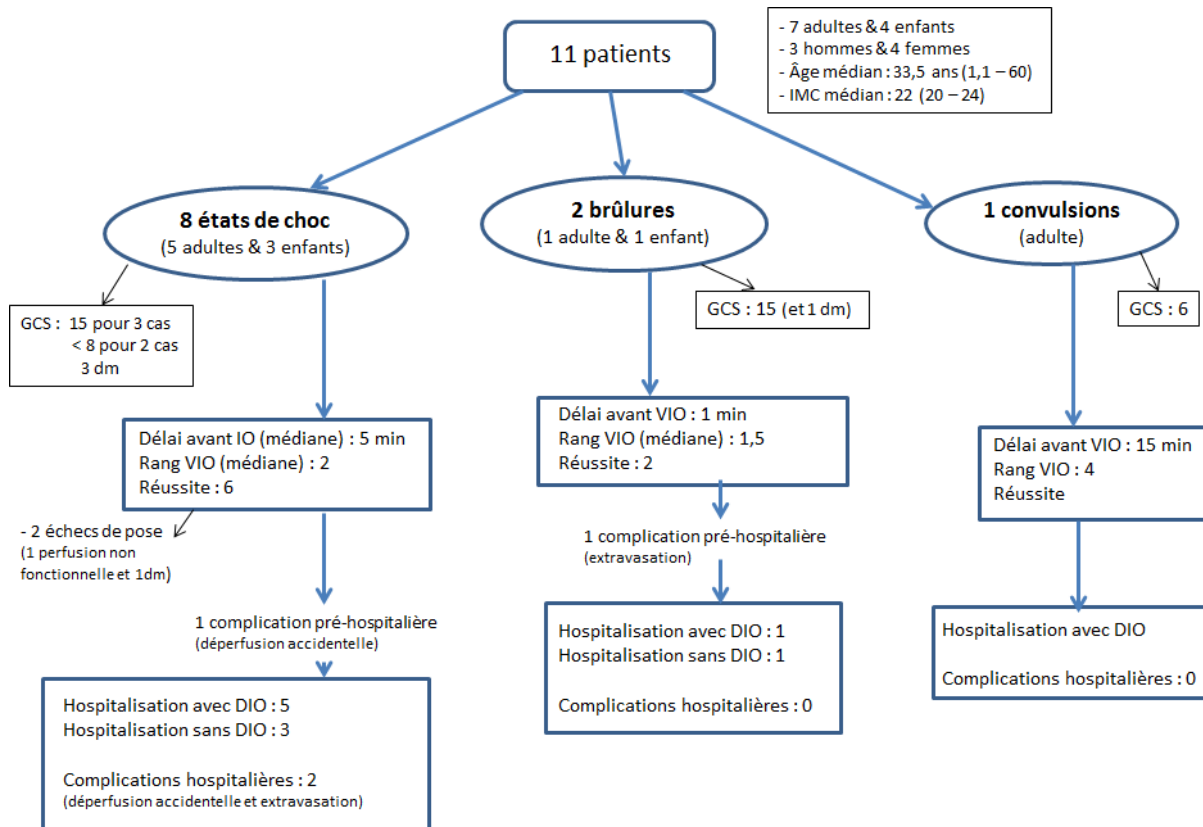 11 patients
- 7 adultes & 4 enfants
- 3 hommes & 4 femmes
- Âge médian : 33,5 ans (1,1 – 60)
- IMC médian : 22 (20 – 24)
8 états de choc
(5 adultes & 3 enfants)
2 brûlures
(1 adulte & 1 enfant)
1 convulsions
(adulte)
GCS : 15 pour 3 cas
< 8 pour 2 cas
3 dm
GCS : 15 (et 1 dm)
GCS : 6
Délai avant IO (médiane) : 5 min
Rang VIO (médiane) : 2
Réussite : 6
Délai avant VIO : 1 min
Rang VIO (médiane) : 1,5
Réussite : 2
Délai avant VIO : 15 min
Rang VIO : 4
Réussite
- 2 échecs de pose
(1 perfusion non
fonctionnelle et 1dm)
1 complication pré-hospitalière
(déperfusion accidentelle)
1 complication pré-hospitalière
(extravasation)
Hospitalisation avec DIO : 5
Hospitalisation sans DIO : 3
Complications hospitalières : 2
(déperfusion accidentelle et extravasation)
Hospitalisation avec DIO : 1
Hospitalisation sans DIO : 1
Complications hospitalières : 0
Hospitalisation avec DIO
Complications hospitalières : 0